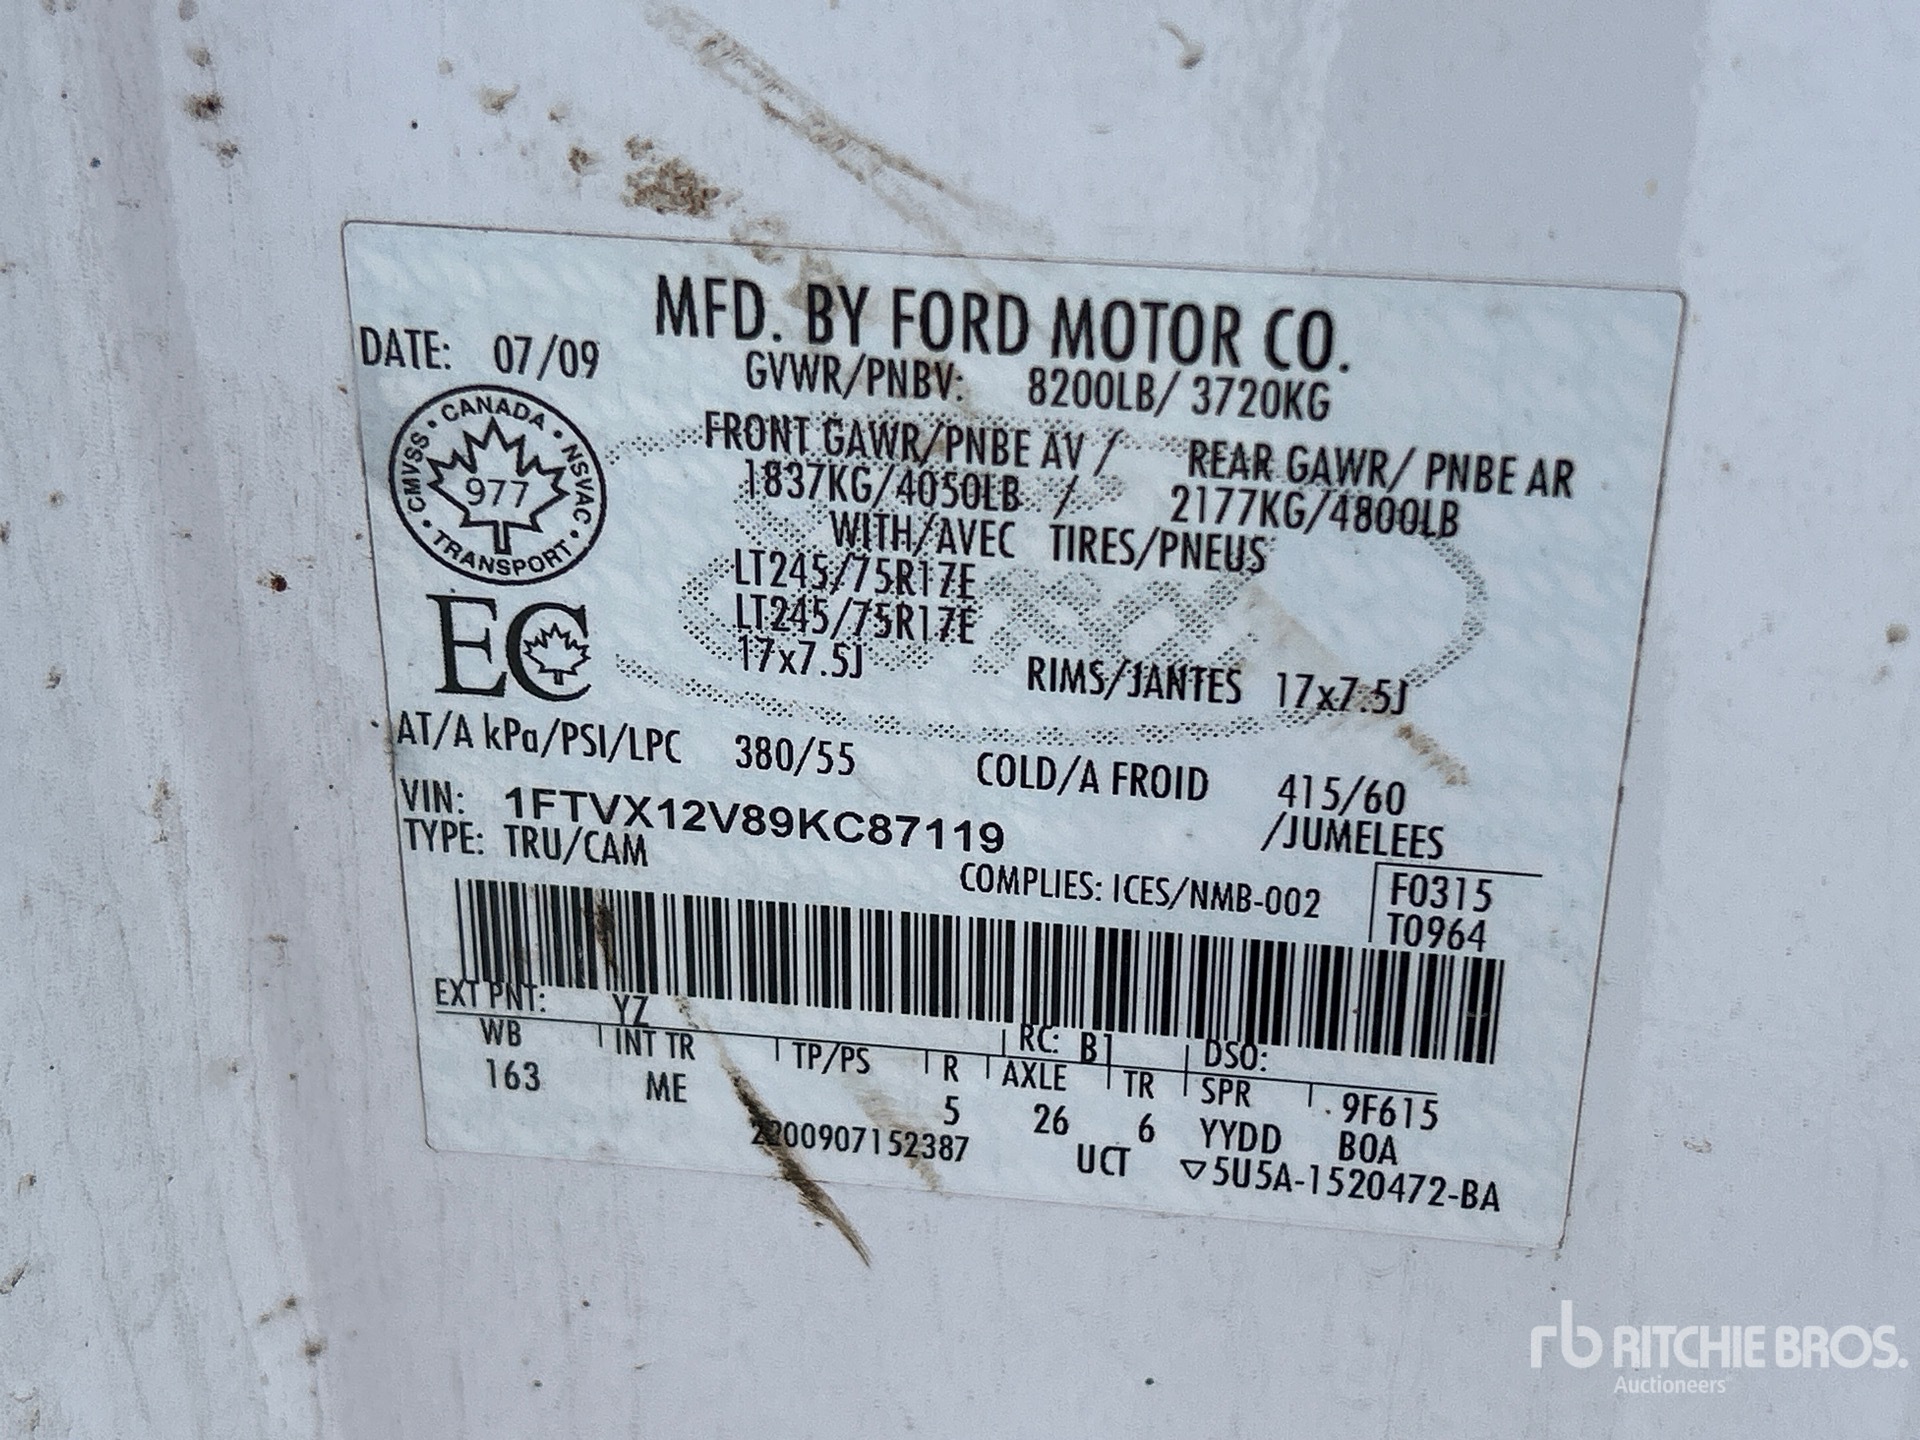 MFD. BY FORD MOTOR CO.
DATE: 07/09
GVWR/PNBV: 8200LB/ 3720KG
CANADA
CMVSS
NSVAC
977
TRANSPORT
FRONT GAWR/PNBE AV / REAR GAWR/ PNBE AR
1837KG/4050LB / 2177KG/4800LB
WITH/AVEC TIRES/PNEUS
LT245/75R17E
LT245/75R17E
EC
17x7.5J RIMS/JANTES 17x7.5J
AT/A kPa/PSI/LPC 380/55 COLD/A FROID 415/60
VIN: 1FTVX12V89KC87119 /JUMELEES
TYPE: TRU/CAM
COMPLIES: ICES/NMB-002 F0315
T0964
EXT PNT: YZ RC: B1 DSO:
WB INT TR TP/PS R AXLE TR SPR 9F615
163 ME 5 26 6 YYDD BOA
2200907152387 UCT ▽5U5A-1520472-BA
rb RITCHIE BROS.
Auctioneers